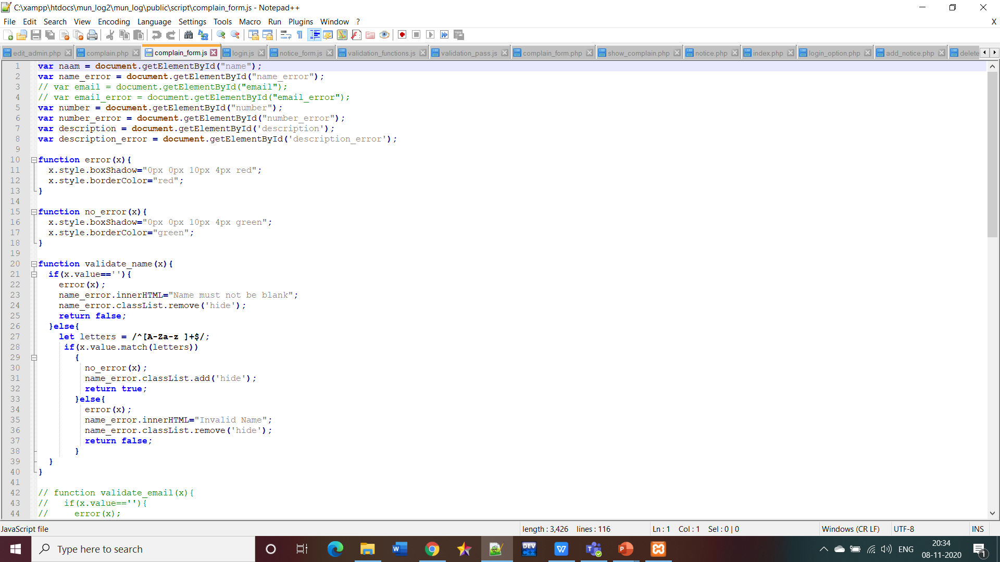 C:\xampp\htdocs\mun_log2\mun_log\public\script\complain_form.js - Notepad++
File Edit Search View Encoding Language Settings Tools Macro Run Plugins Window ? X
edit_admin.php complain.php complain_form.js login.js notice_form.js validation_functions.js validation_pass.js complain_form.php show_complain.php notice.php index.php login_option.php add_notice.php delete
1 var naam = document.getElementById("name");
2 var name_error = document.getElementById("name_error");
3 // var email = document.getElementById("email");
4 // var email_error = document.getElementById("email_error");
5 var number = document.getElementById("number");
6 var number_error = document.getElementById("number_error");
7 var description = document.getElementById('description');
8 var description_error = document.getElementById('description_error');
9
10 function error(x){
11 x.style.boxShadow="0px 0px 10px 4px red";
12 x.style.borderColor="red";
13 }
14
15 function no_error(x){
16 x.style.boxShadow="0px 0px 10px 4px green";
17 x.style.borderColor="green";
18 }
19
20 function validate_name(x){
21 if(x.value==''){
22 error(x);
23 name_error.innerHTML="Name must not be blank";
24 name_error.classList.remove('hide');
25 return false;
26 }else{
27 let letters = /^[A-Za-z ]+$/;
28 if(x.value.match(letters))
29 {
30 no_error(x);
31 name_error.classList.add('hide');
32 return true;
33 }else{
34 error(x);
35 name_error.innerHTML="Invalid Name";
36 name_error.classList.remove('hide');
37 return false;
38 }
39 }
40 }
41
42 // function validate_email(x){
43 // if(x.value==''){
44 // error(x);
JavaScript file length : 3,426 lines : 116 Ln : 1 Col : 1 Sel : 0 | 0 Windows (CR LF) UTF-8 INS
Type here to search DEV C++ ENG 20:34
08-11-2020 1